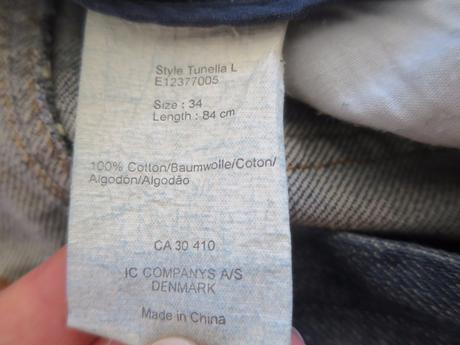 Style Tunella L
E12377005
Size : 34
Length : 84 cm
100% Cotton/Baumwolle/Coton/
Algodón/Algodão
CA 30 410
IC COMPANYS A/S
DENMARK
Made in China